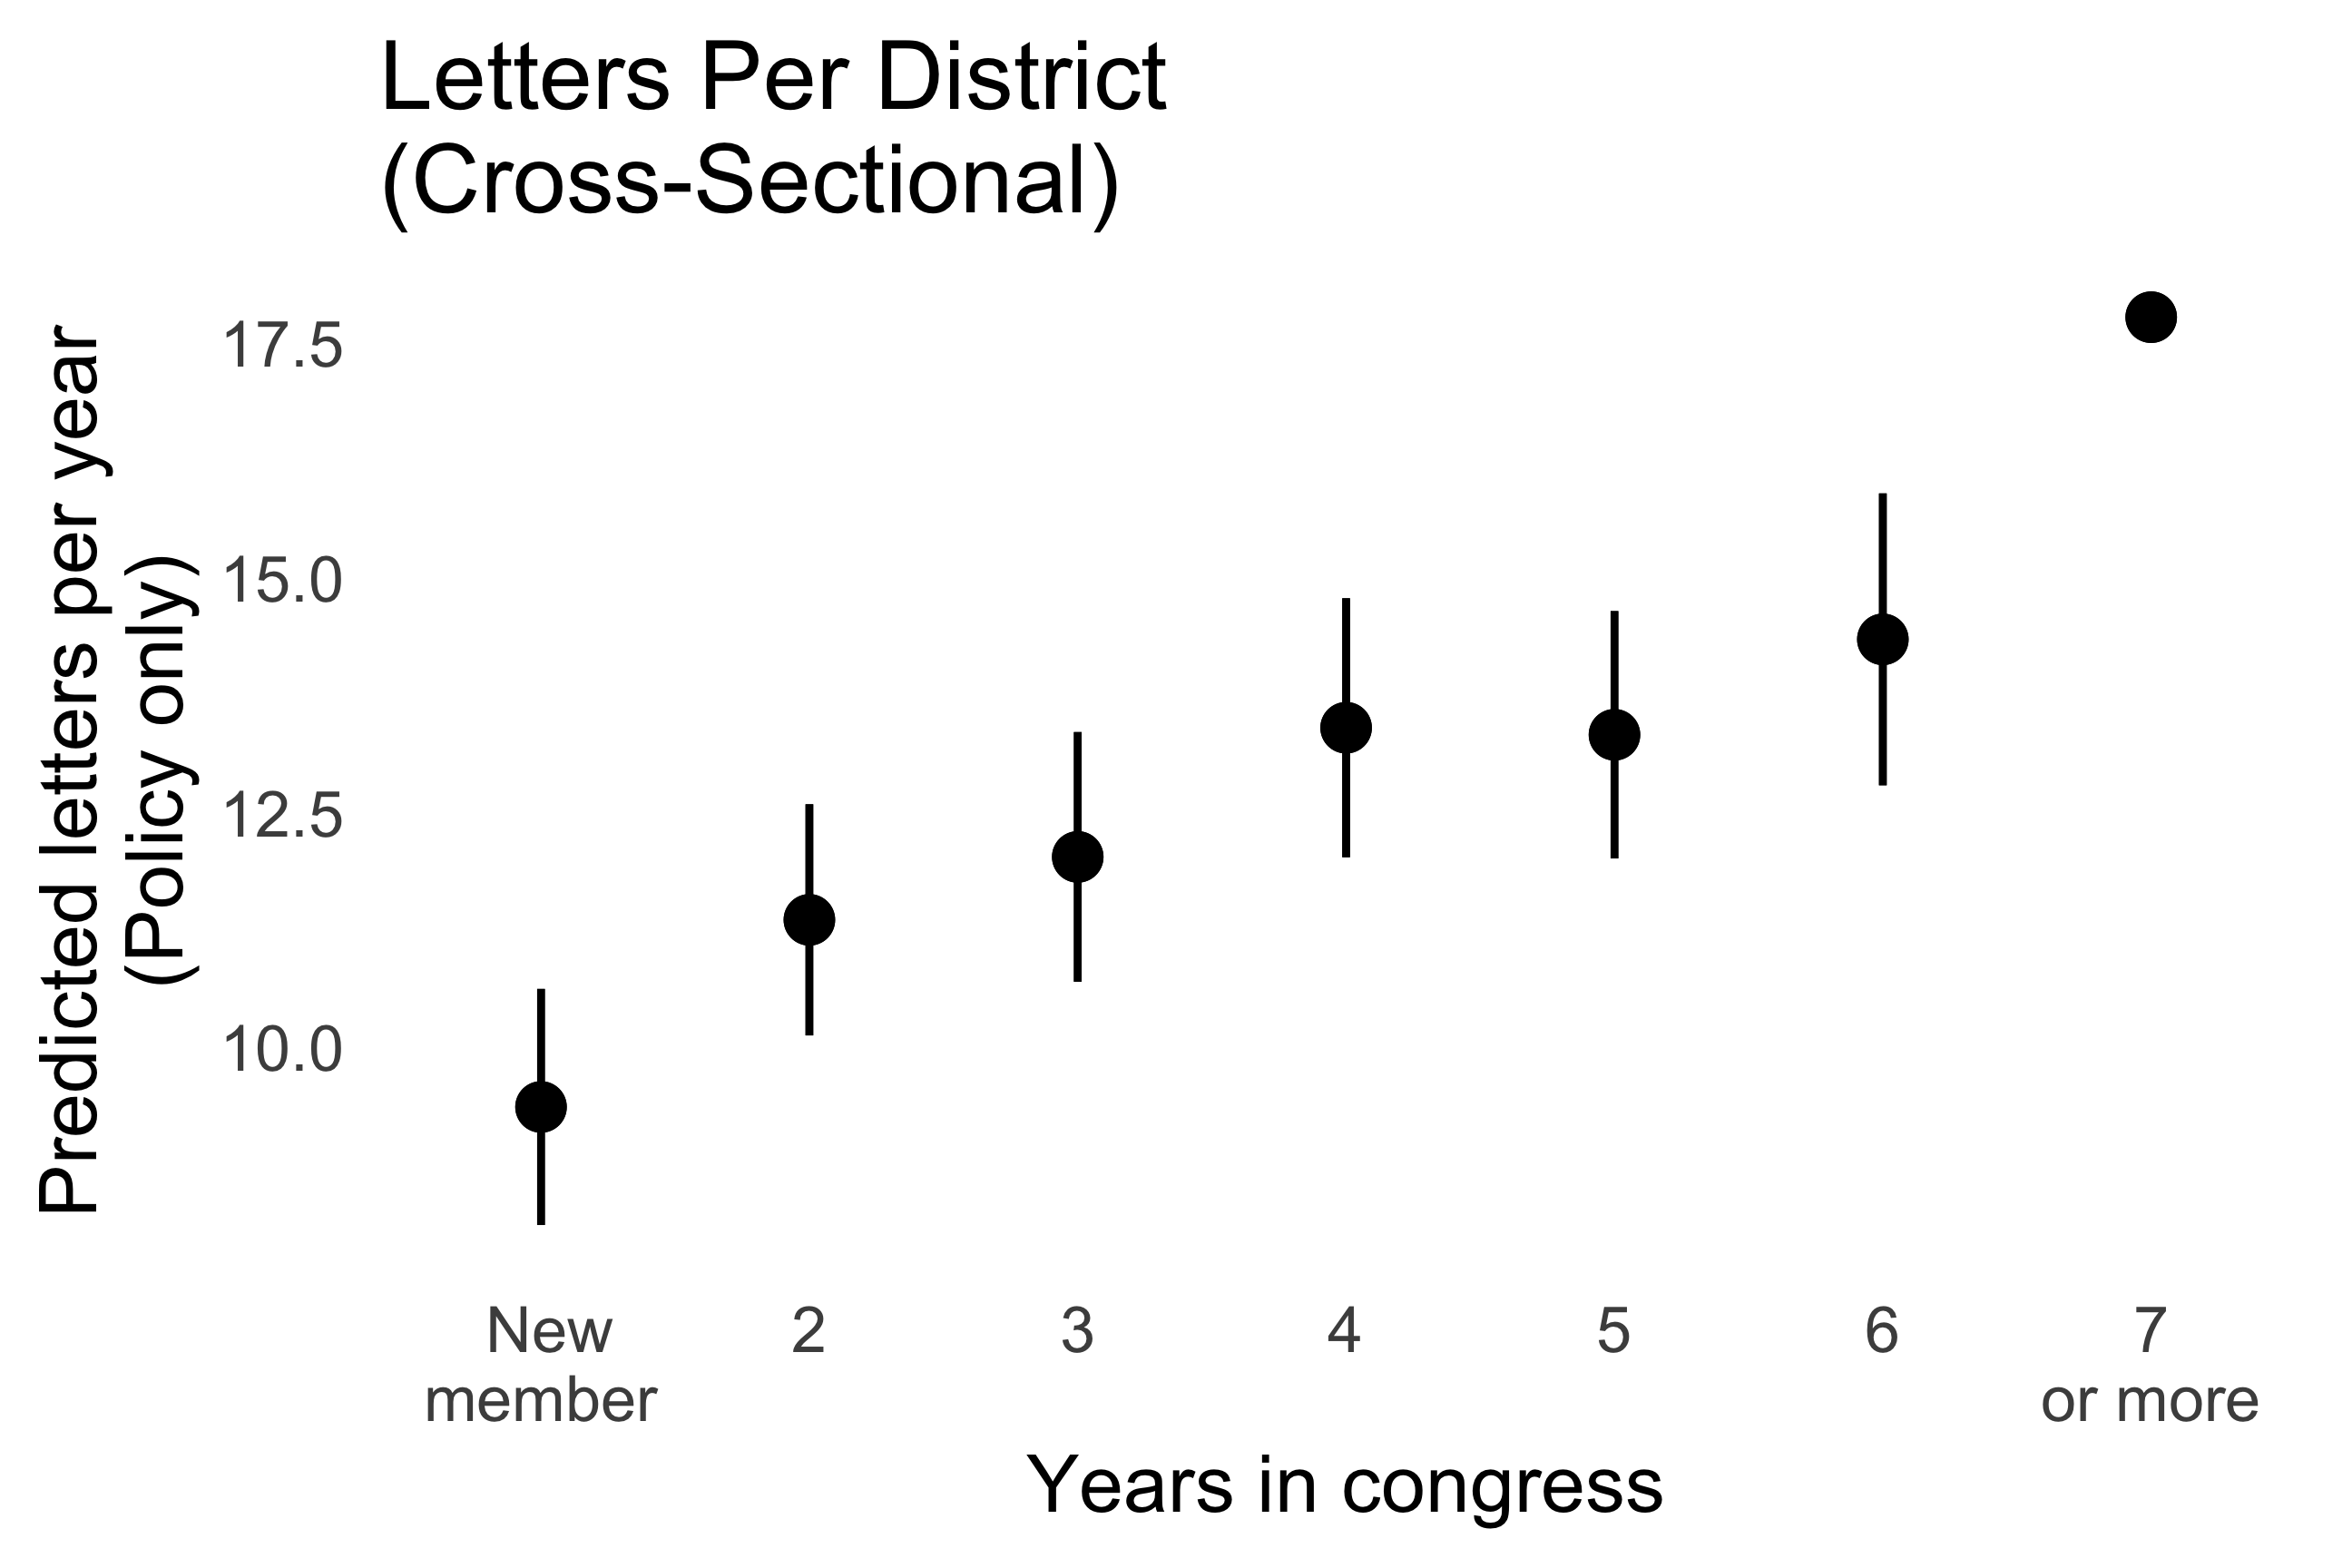 Letters Per District
(Cross-Sectional)
Predicted letters per year
(Policy only)
17.5
15.0
12.5
10.0
New
member
2
3
4
5
6
7
or more
Years in congress